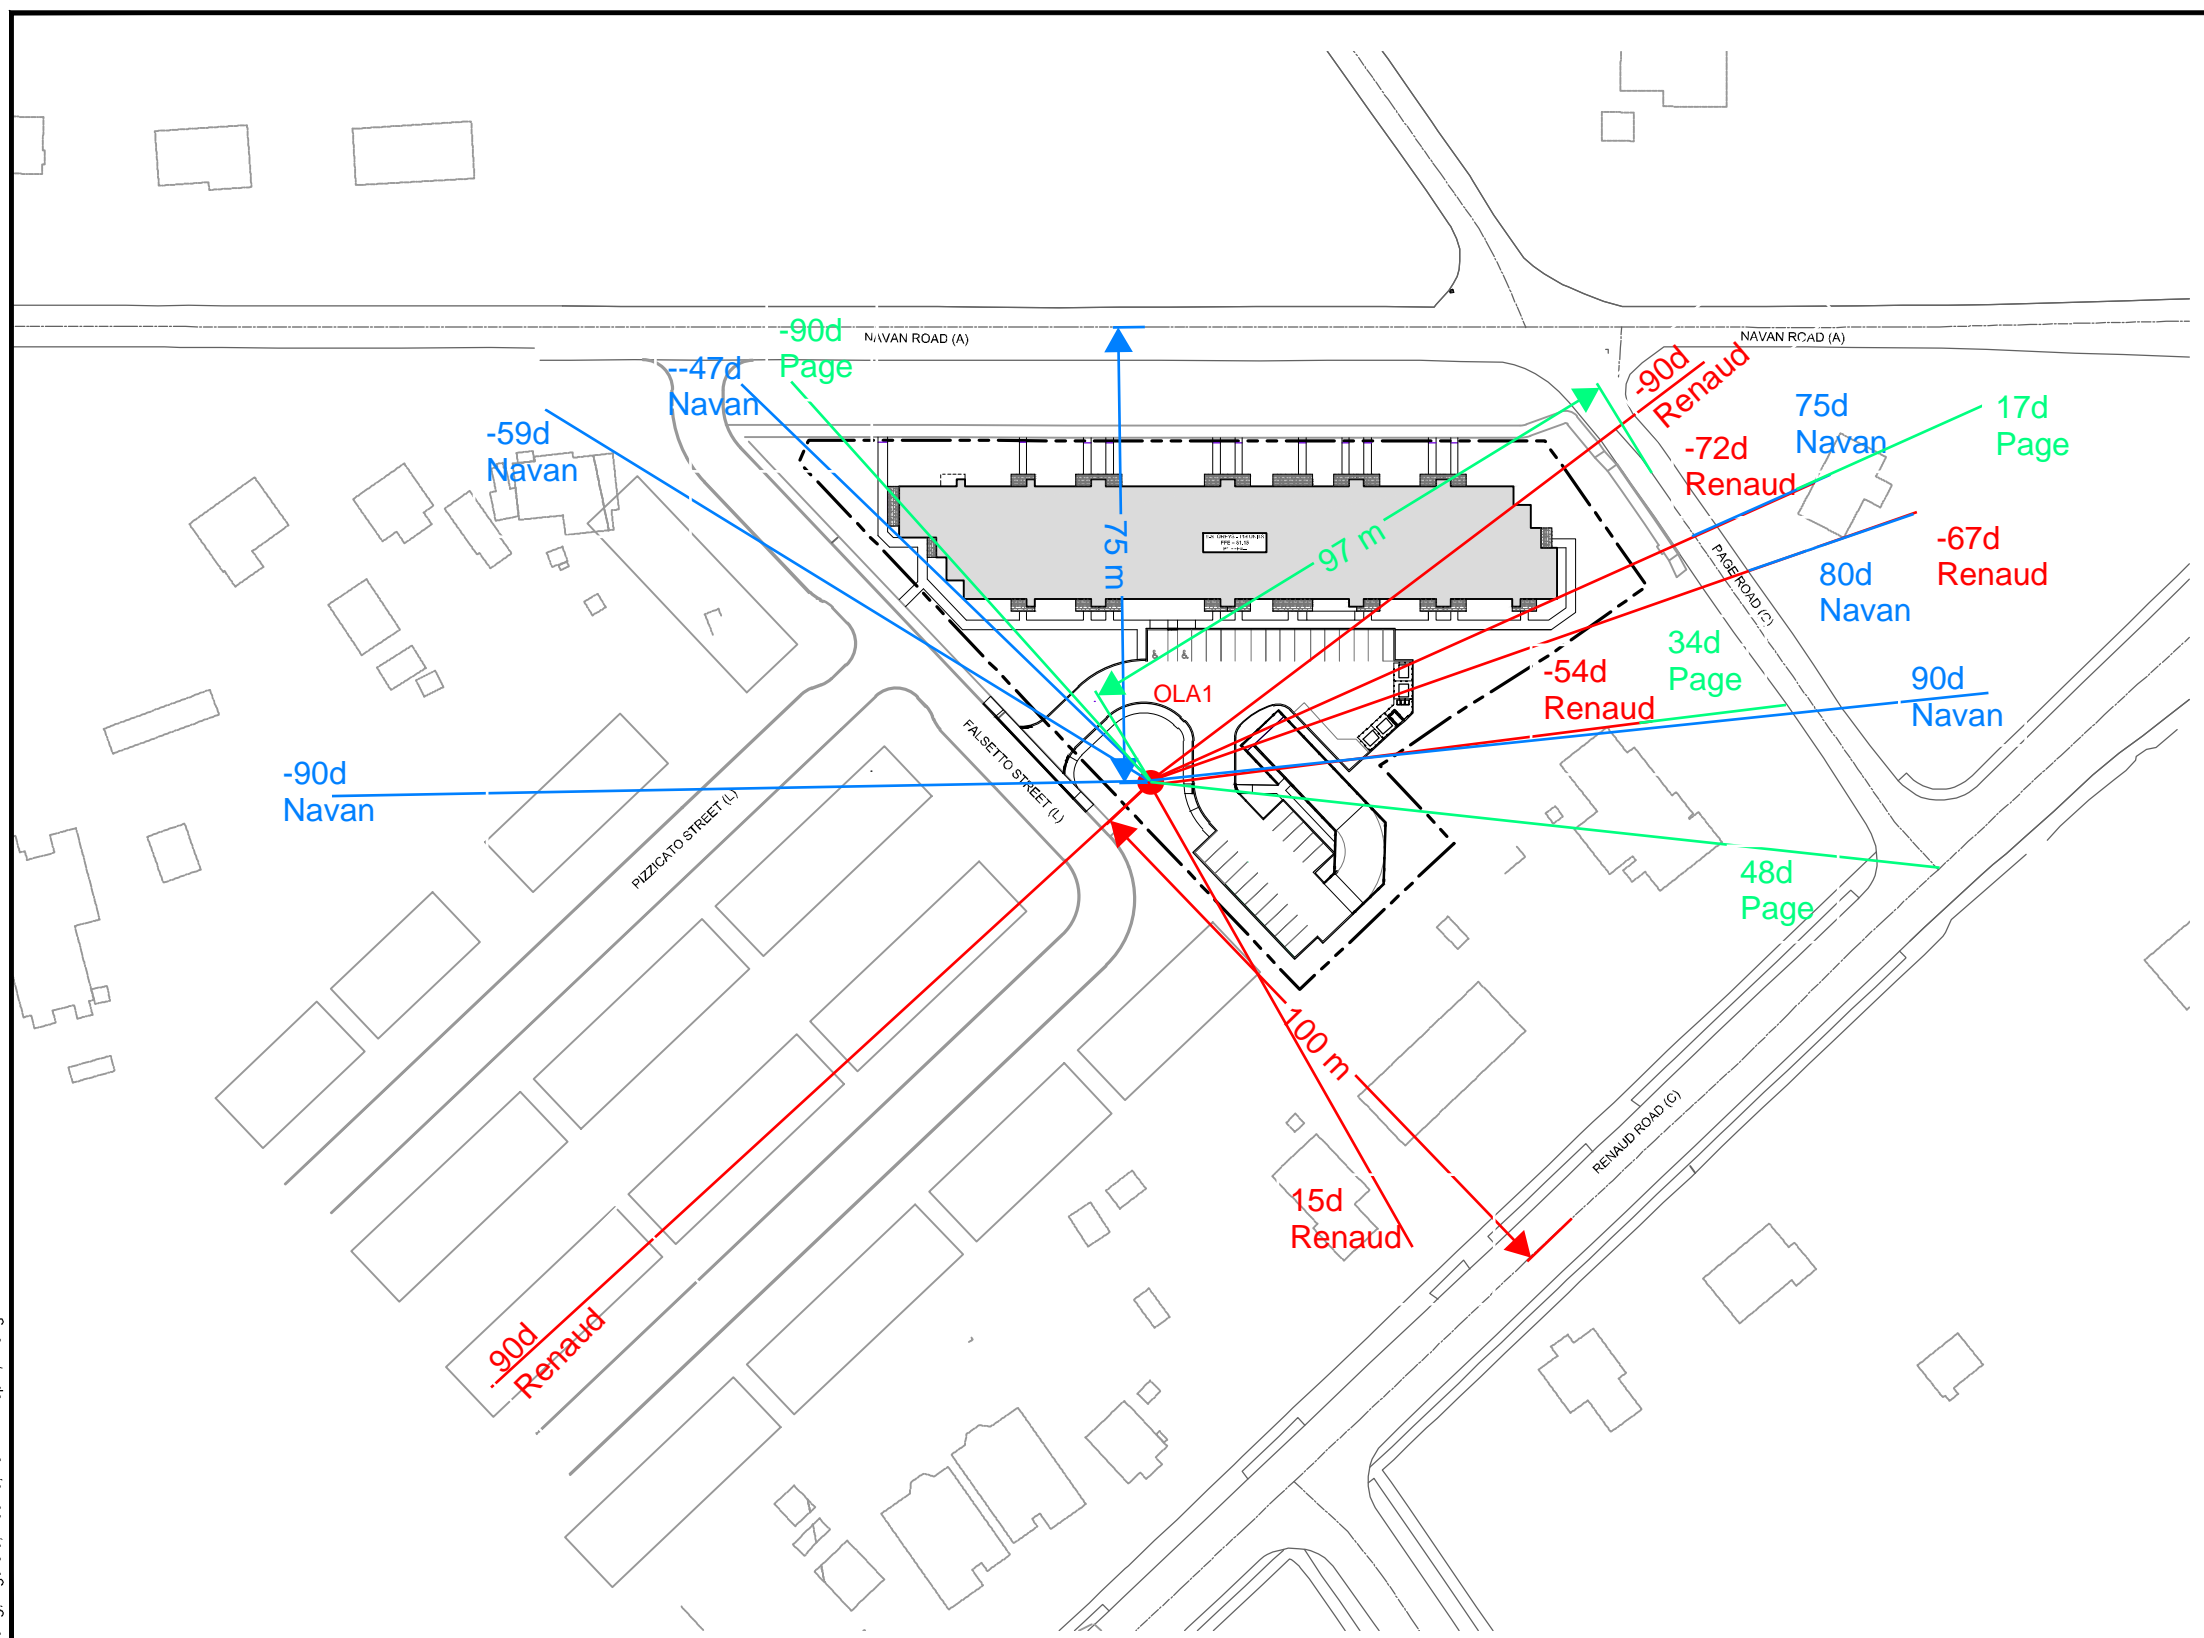 -90d
Page
NAVAN ROAD (A)
NAVAN ROAD (A)
--47d
Navan
-90d
Renaud
-59d
Navan
75d
Navan
17d
Page
-72d
Renaud
75 m
97 m
-67d
Renaud
PAGE ROAD (C)
80d
Navan
34d
Page
-54d
Renaud
90d
Navan
OLA1
FALSETTO STREET (L)
-90d
Navan
PIZZICATO STREET (L)
48d
Page
100 m
RENAUD ROAD (C)
15d
Renaud
90d
Renaud